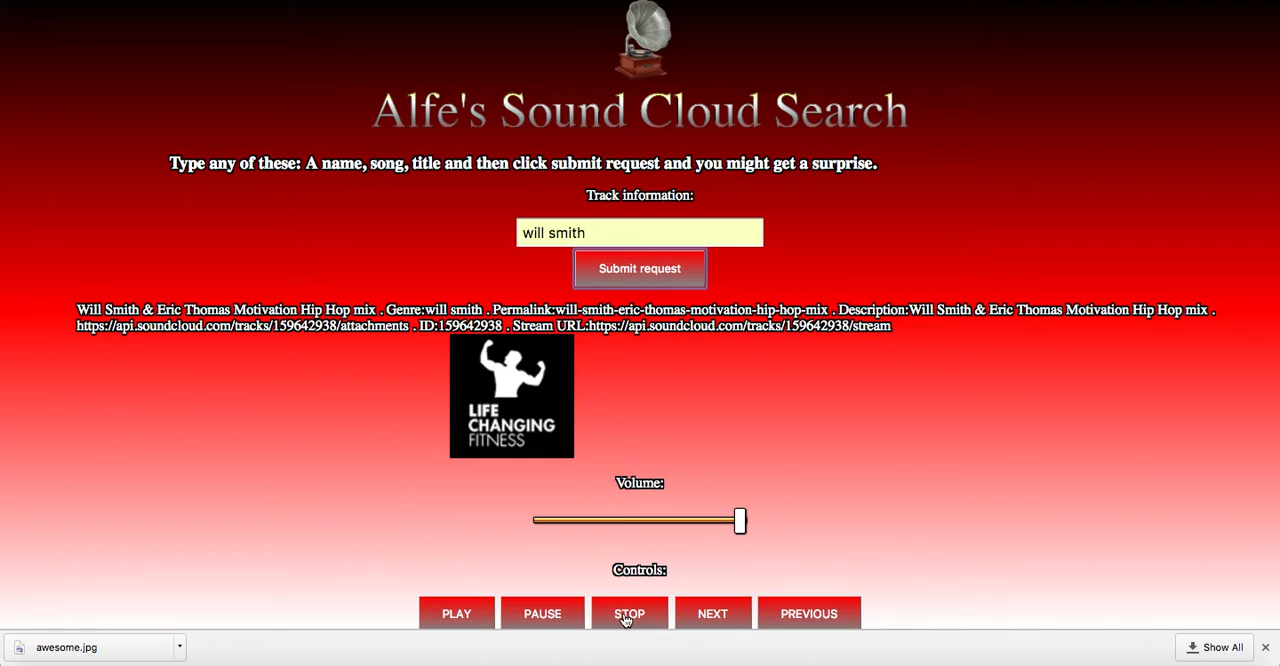 Alfe's Sound Cloud Search
Type any of these: A name, song, title and then click submit request and you might get a surprise.
Track information:
will smith
Submit request
Will Smith & Eric Thomas Motivation Hip Hop mix . Genre:will smith . Permalink:will-smith-eric-thomas-motivation-hip-hop-mix . Description:Will Smith & Eric Thomas Motivation Hip Hop mix .
https://api.soundcloud.com/tracks/159642938/attachments . ID:159642938 . Stream URL:https://api.soundcloud.com/tracks/159642938/stream
LIFE
CHANGING
FITNESS
Volume:
Controls:
PLAY PAUSE STOP NEXT PREVIOUS
awesome.jpg Show All